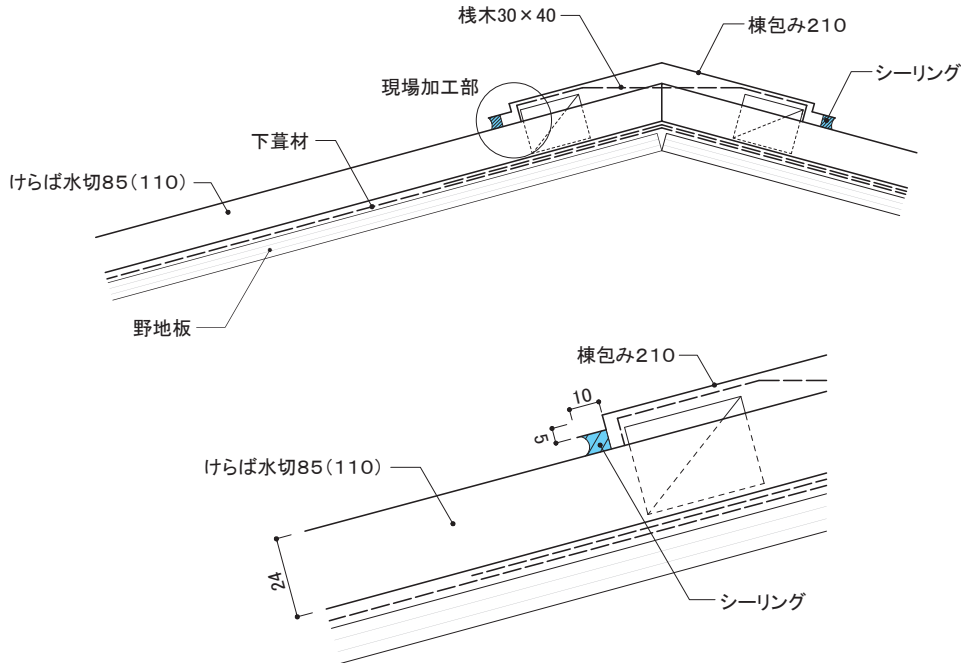 桟木30×40
棟包み210
シーリング
現場加工部
下葺材
けらば水切85(110)
野地板
棟包み210
10
5
けらば水切85(110)
24
シーリング